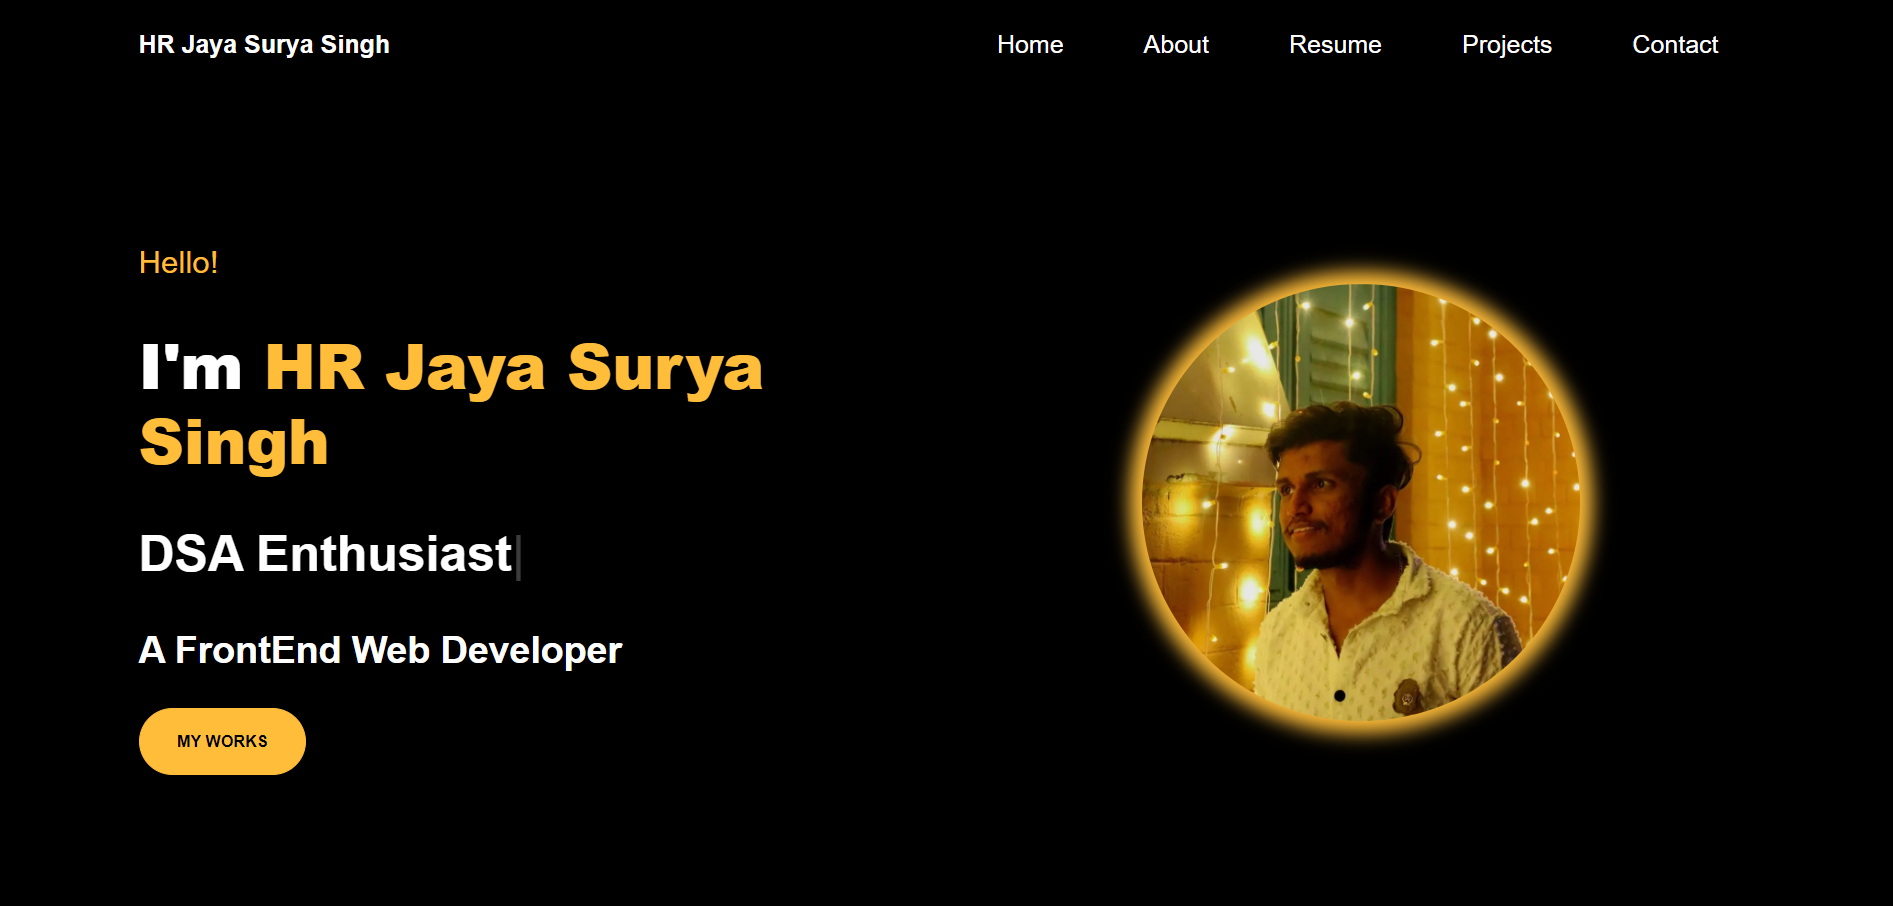 HR Jaya Surya Singh
Home About Resume Projects Contact
Hello!
I'm HR Jaya Surya
Singh
DSA Enthusiast|
A FrontEnd Web Developer
MY WORKS